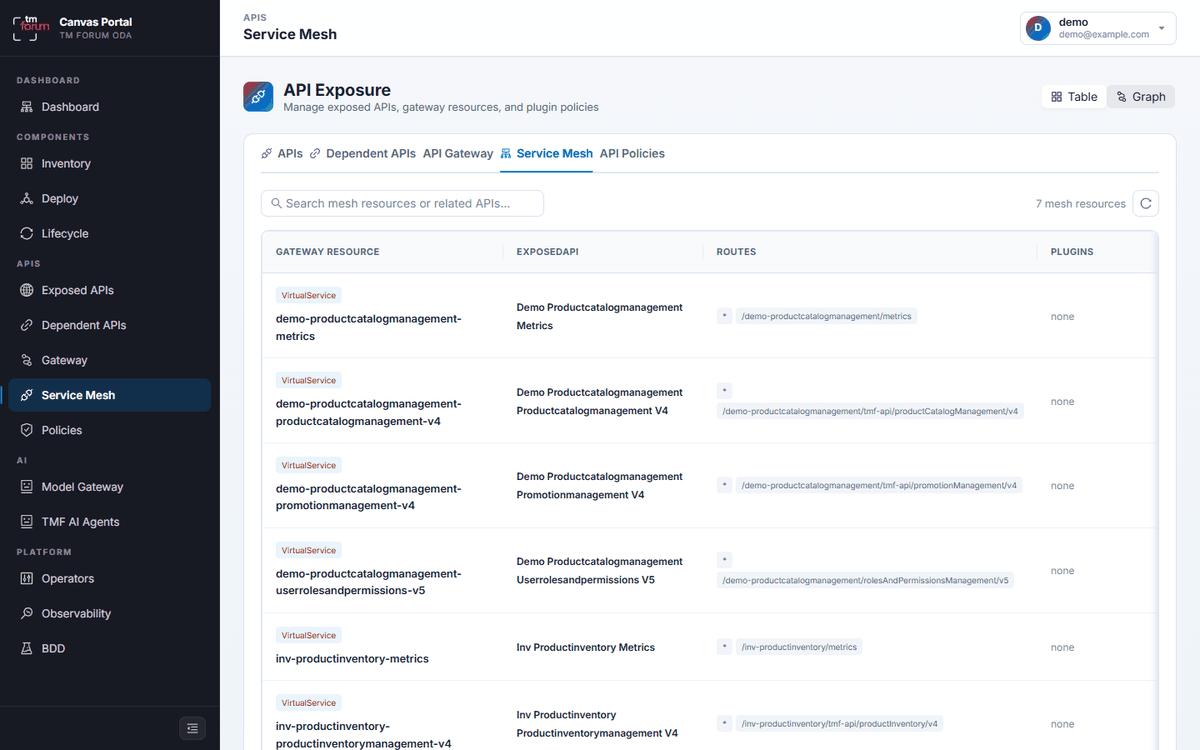 tm
forum
Canvas Portal
TM FORUM ODA
DASHBOARD
Dashboard
COMPONENTS
Inventory
Deploy
Lifecycle
APIS
Exposed APIs
Dependent APIs
Gateway
Service Mesh
Policies
AI
Model Gateway
TMF AI Agents
PLATFORM
Operators
Observability
BDD
APIS
Service Mesh
D
demo
demo@example.com
API Exposure
Manage exposed APIs, gateway resources, and plugin policies
Table
Graph
APIs
Dependent APIs
API Gateway
Service Mesh
API Policies
Search mesh resources or related APIs...
7 mesh resources
GATEWAY RESOURCE EXPOSEDAPI ROUTES PLUGINS
VirtualService
demo-productcatalogmanagement-
metrics
Demo Productcatalogmanagement
Metrics
* /demo-productcatalogmanagement/metrics
none
VirtualService
demo-productcatalogmanagement-
productcatalogmanagement-v4
Demo Productcatalogmanagement
Productcatalogmanagement V4
*
/demo-productcatalogmanagement/tmf-api/productCatalogManagement/v4
none
VirtualService
demo-productcatalogmanagement-
promotionmanagement-v4
Demo Productcatalogmanagement
Promotionmanagement V4
* /demo-productcatalogmanagement/tmf-api/promotionManagement/v4
none
VirtualService
demo-productcatalogmanagement-
userrolesandpermissions-v5
Demo Productcatalogmanagement
Userrolesandpermissions V5
*
/demo-productcatalogmanagement/rolesAndPermissionsManagement/v5
none
VirtualService
inv-productinventory-metrics
Inv Productinventory Metrics
* /inv-productinventory/metrics
none
VirtualService
inv-productinventory-
productinventorymanagement-v4
Inv Productinventory
Productinventorymanagement V4
* /inv-productinventory/tmf-api/productInventory/v4
none